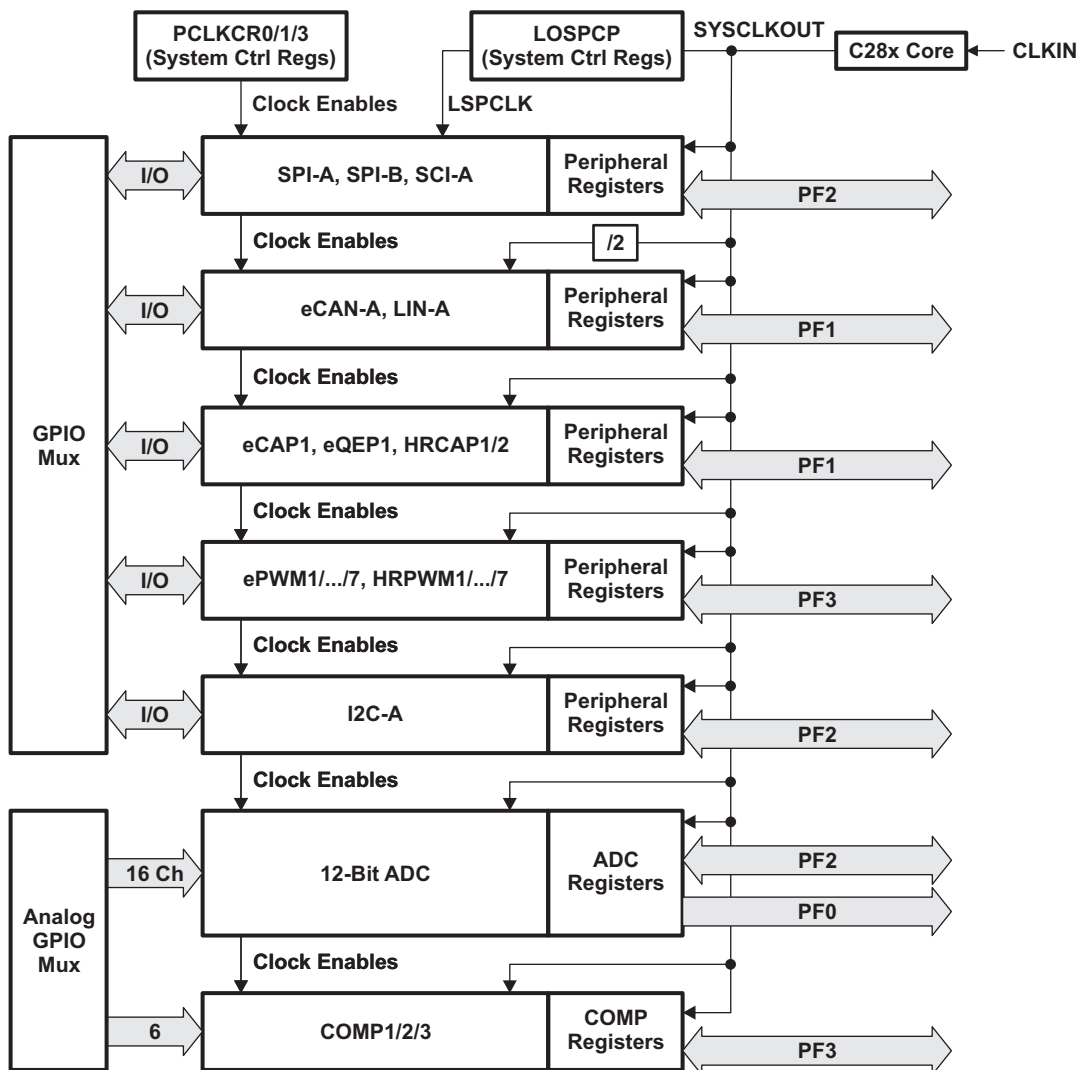 PCLKCR0/1/3
(System Ctrl Regs)
LOSPCP
(System Ctrl Regs)
SYSCLKOUT
C28x Core
CLKIN
Clock Enables
LSPCLK
I/O
SPI-A, SPI-B, SCI-A
Peripheral
Registers
PF2
Clock Enables
/2
I/O
eCAN-A, LIN-A
Peripheral
Registers
PF1
Clock Enables
GPIO
Mux
I/O
eCAP1, eQEP1, HRCAP1/2
Peripheral
Registers
PF1
Clock Enables
I/O
ePWM1/.../7, HRPWM1/.../7
Peripheral
Registers
PF3
Clock Enables
I/O
I2C-A
Peripheral
Registers
PF2
Clock Enables
Analog
GPIO
Mux
16 Ch
12-Bit ADC
ADC
Registers
PF2
PF0
Clock Enables
6
COMP1/2/3
COMP
Registers
PF3